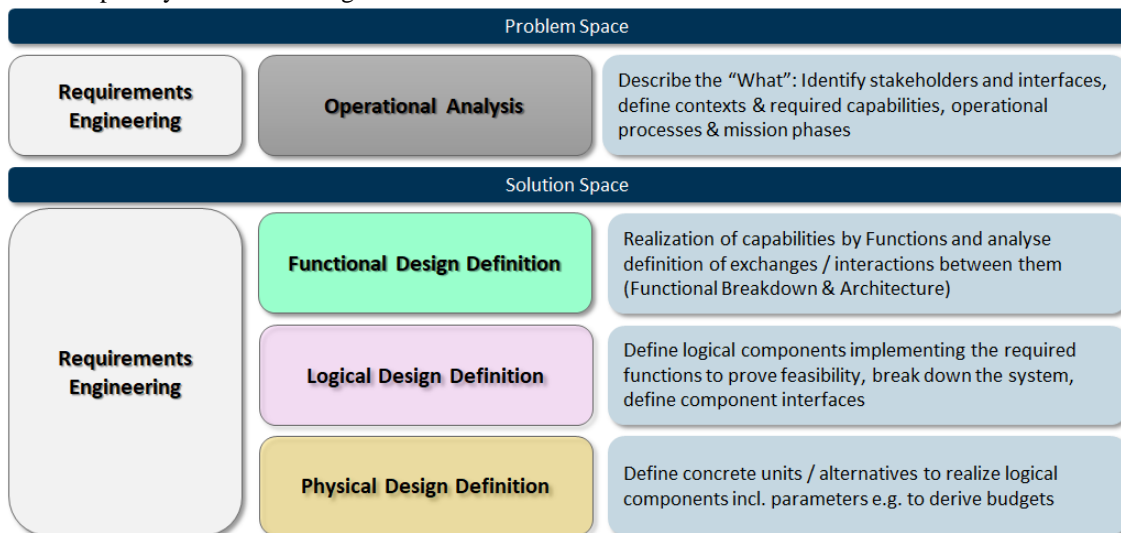 Problem Space
Requirements
Engineering
Operational Analysis
Describe the “What”: Identify stakeholders and interfaces,
define contexts & required capabilities, operational
processes & mission phases
Solution Space
Requirements
Engineering
Functional Design Definition
Realization of capabilities by Functions and analyse
definition of exchanges / interactions between them
(Functional Breakdown & Architecture)
Logical Design Definition
Define logical components implementing the required
functions to prove feasibility, break down the system,
define component interfaces
Physical Design Definition
Define concrete units / alternatives to realize logical
components incl. parameters e.g. to derive budgets